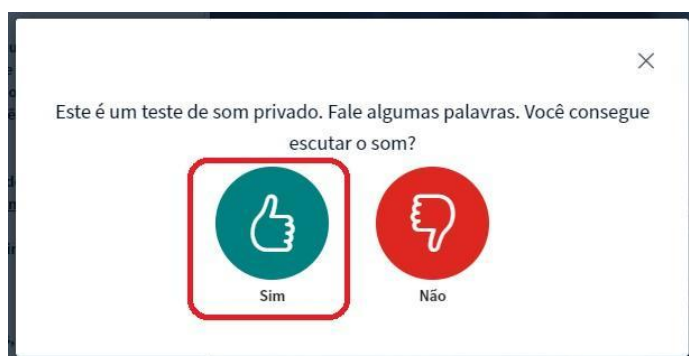 Este é um teste de som privado. Fale algumas palavras. Você consegue
escutar o som?
Sim
Não